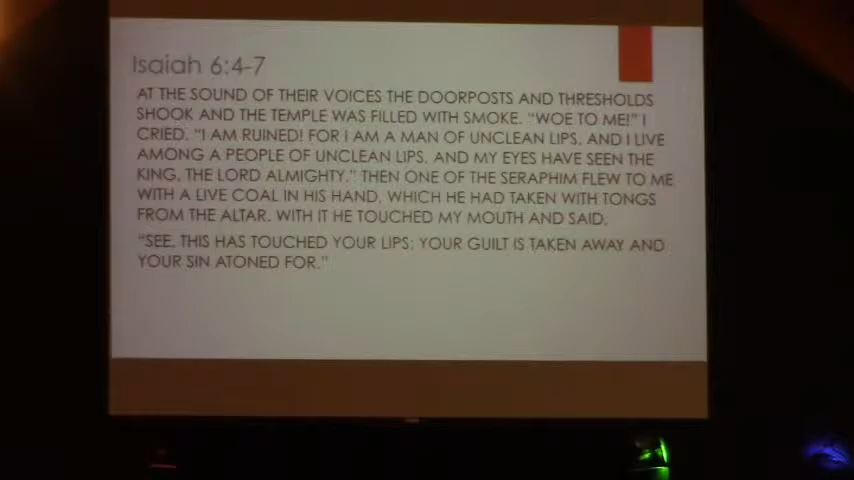 Isaiah 6:4-7
AT THE SOUND OF THEIR VOICES THE DOORPOSTS AND THRESHOLDS
SHOOK AND THE TEMPLE WAS FILLED WITH SMOKE. “WOE TO ME!” I
CRIED. “I AM RUINED! FOR I AM A MAN OF UNCLEAN LIPS, AND I LIVE
AMONG A PEOPLE OF UNCLEAN LIPS, AND MY EYES HAVE SEEN THE
KING, THE LORD ALMIGHTY.” THEN ONE OF THE SERAPHIM FLEW TO ME
WITH A LIVE COAL IN HIS HAND, WHICH HE HAD TAKEN WITH TONGS
FROM THE ALTAR. WITH IT HE TOUCHED MY MOUTH AND SAID,
“SEE, THIS HAS TOUCHED YOUR LIPS; YOUR GUILT IS TAKEN AWAY AND
YOUR SIN ATONED FOR.”